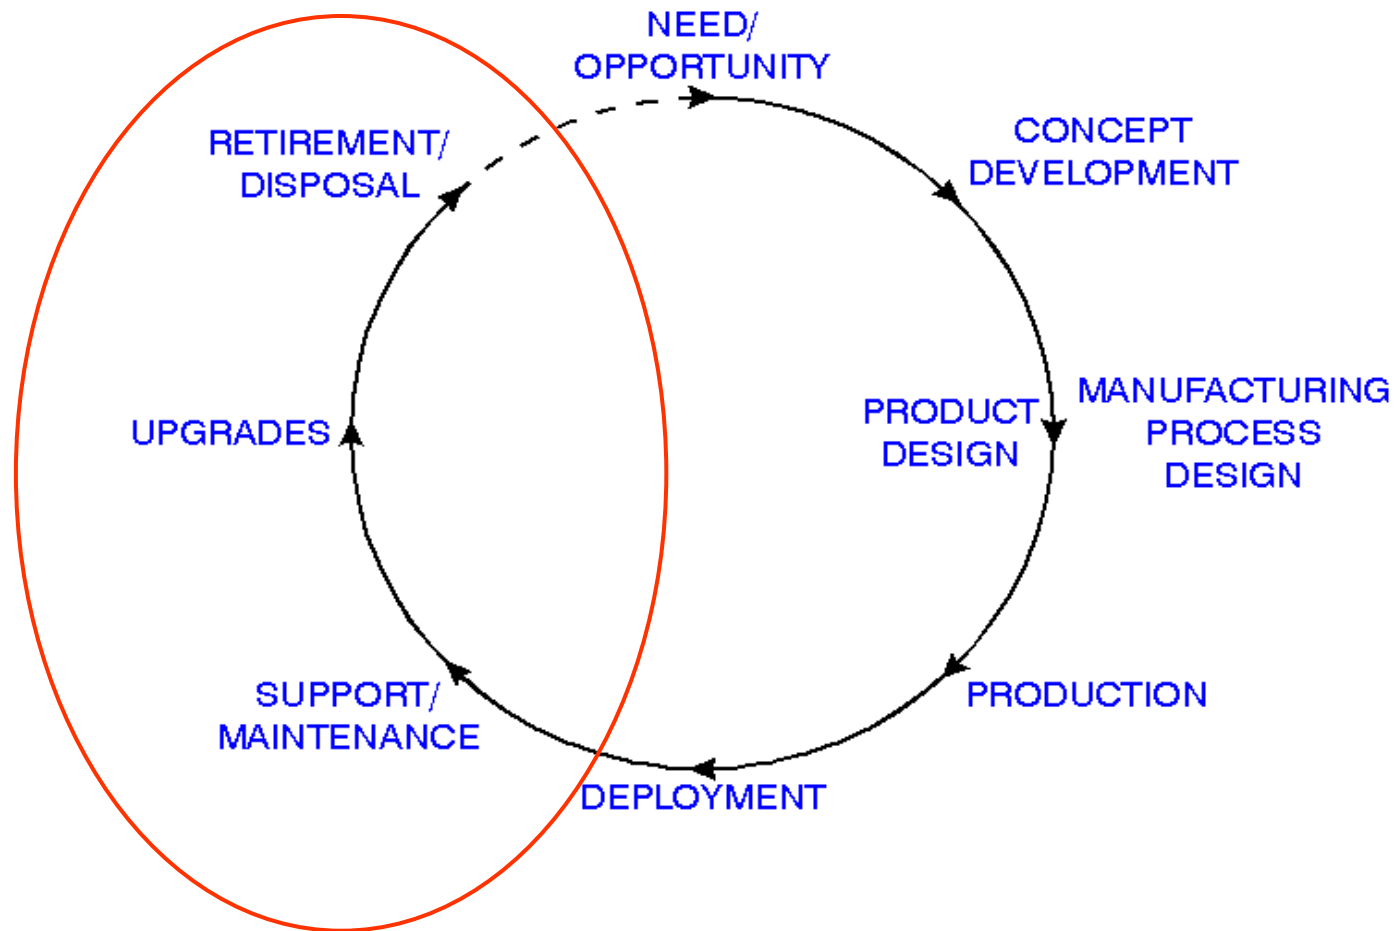 NEED/
OPPORTUNITY
CONCEPT
DEVELOPMENT
MANUFACTURING
PROCESS
DESIGN
PRODUCT
DESIGN
PRODUCTION
DEPLOYMENT
SUPPORT/
MAINTENANCE
UPGRADES
RETIREMENT/
DISPOSAL